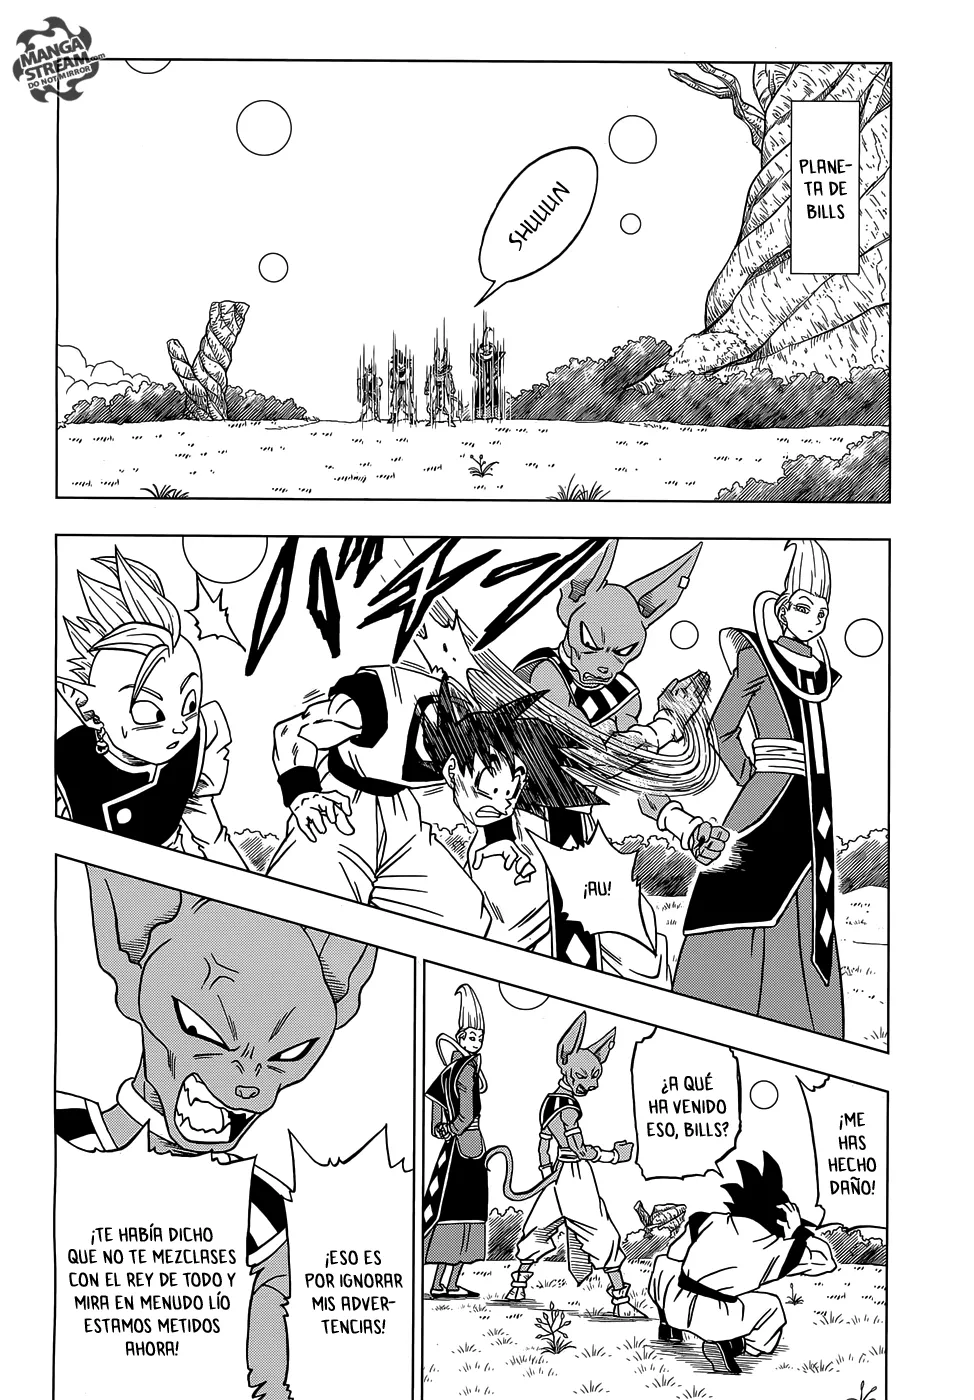 MANGA
STREAM.com
DO NOT MIRROR
PLANE-
TA DE
BILLS
SHUUUN
¡AU!
¡ME
HAS
HECHO
DAÑO!
¿A QUÉ
HA VENIDO
ESO, BILLS?
¡ESO ES
POR IGNORAR
MIS ADVER-
TENCIAS!
¡TE HABÍA DICHO
QUE NO TE MEZCLASES
CON EL REY DE TODO Y
MIRA EN MENUDO LÍO
ESTAMOS METIDOS
AHORA!